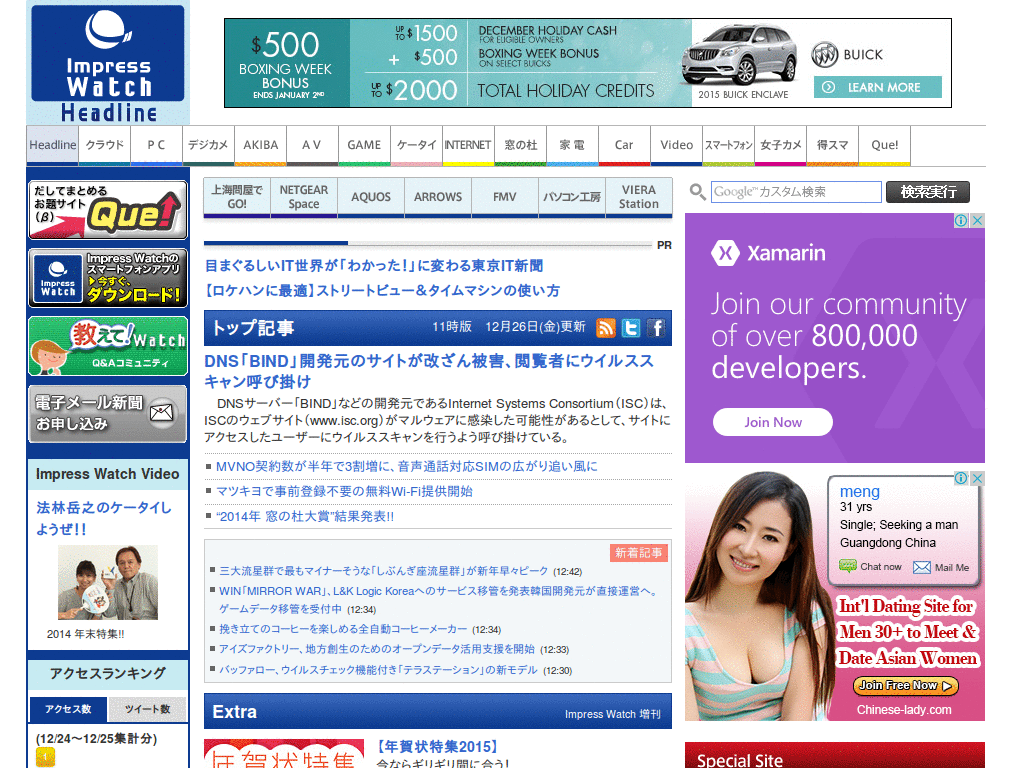 Impress
Watch
Headline
$500
BOXING WEEK
BONUS
ENDS JANUARY 2ND
UP TO $1500
+ $500
UP TO $2000
DECEMBER HOLIDAY CASH
FOR ELIGIBLE OWNERS
BOXING WEEK BONUS
ON SELECT BUICKS
TOTAL HOLIDAY CREDITS
2015 BUICK ENCLAVE
BUICK
LEARN MORE
Headline クラウド PC デジカメ AKIBA AV GAME ケータイ INTERNET 窓の杜 家電 Car Video スマートフォン 女子カメ 得スマ Que!
だしてまとめる
お題サイト
(β)
Que!
Impress Watchの
スマートフォンアプリ
今すぐ、
ダウンロード!
Impress
Watch
教えて!Watch
Q&Aコミュニティ
電子メール新聞
お申し込み
Impress Watch Video
法林岳之のケータイし
ようぜ!!
2014 年末特集!!
アクセスランキング
アクセス数 ツイート数
(12/24〜12/25集計分)
1
上海問屋で
GO!
NETGEAR
Space
AQUOS
ARROWS
FMV
パソコン工房
VIERA
Station
PR
目まぐるしいIT世界が「わかった!」に変わる東京IT新聞
【ロケハンに最適】ストリートビュー＆タイムマシンの使い方
トップ記事 11時版 12月26日(金)更新
DNS「BIND」開発元のサイトが改ざん被害、閲覧者にウイルスス
キャン呼び掛け
DNSサーバー「BIND」などの開発元であるInternet Systems Consortium（ISC）は、
ISCのウェブサイト（www.isc.org）がマルウェアに感染した可能性があるとして、サイトに
アクセスしたユーザーにウイルススキャンを行うよう呼び掛けている。
MVNO契約数が半年で3割増に、音声通話対応SIMの広がり追い風に
マツキヨで事前登録不要の無料Wi-Fi提供開始
“2014年 窓の杜大賞”結果発表!!
新着記事
三大流星群で最もマイナーそうな「しぶんぎ座流星群」が新年早々ピーク (12:42)
WIN「MIRROR WAR」、L&K Logic Koreaへのサービス移管を発表韓国開発元が直接運営へ。
ゲームデータ移管を受付中 (12:34)
挽き立てのコーヒーを楽しめる全自動コーヒーメーカー (12:34)
アイズファクトリー、地方創生のためのオープンデータ活用支援を開始 (12:33)
バッファロー、ウイルスチェック機能付き「テラステーション」の新モデル (12:30)
Extra Impress Watch 増刊
年賀状特集
【年賀状特集2015】
今ならギリギリ間に合う!
Google™ カスタム検索 検索実行
Xamarin
Join our community
of over 800,000
developers.
Join Now
meng
31 yrs
Single; Seeking a man
Guangdong China
Chat now Mail Me
Int'l Dating Site for
Men 30+ to Meet &
Date Asian Women
Join Free Now
Chinese-lady.com
Special Site